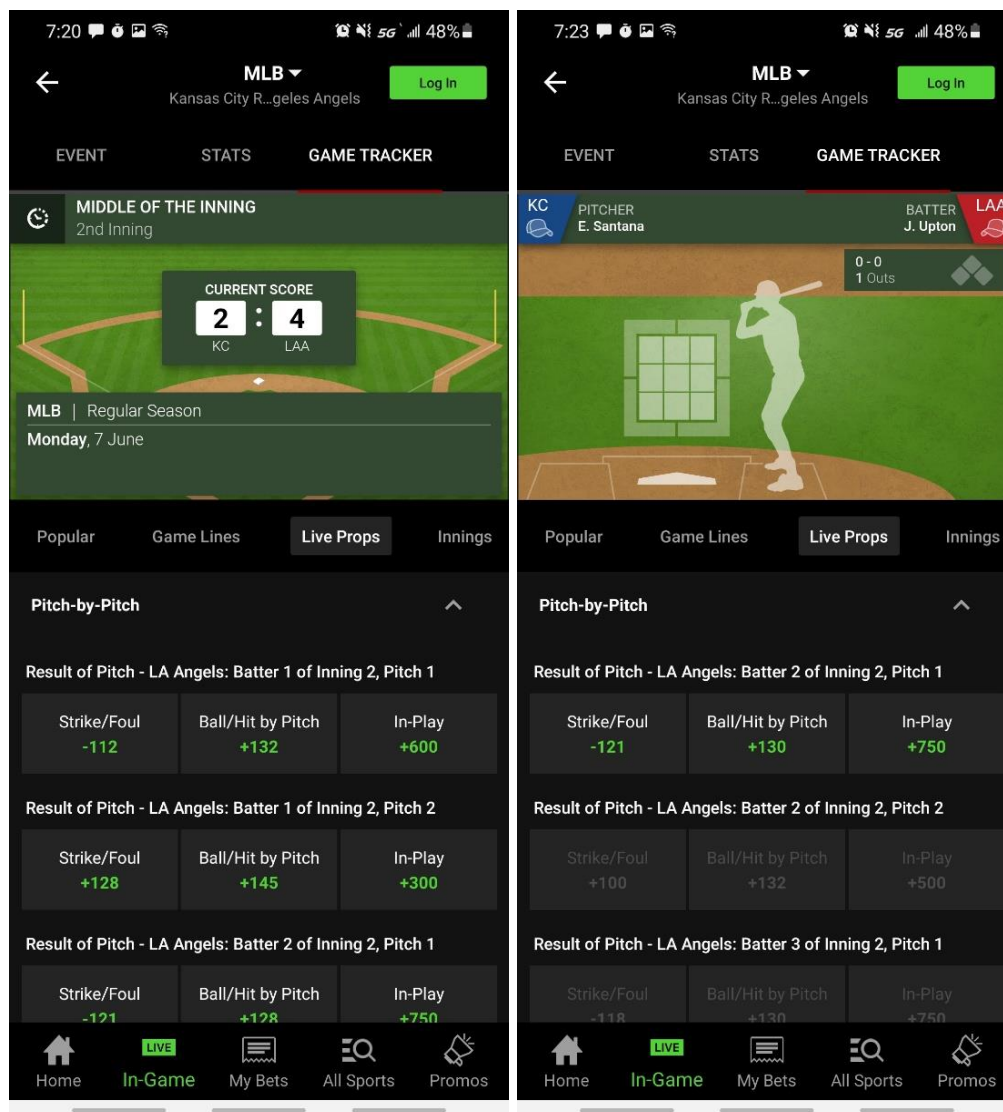 7:20
5G
48%
MLB
Kansas City R...geles Angels
Log In
EVENT
STATS
GAME TRACKER
MIDDLE OF THE INNING
2nd Inning
CURRENT SCORE
2 : 4
KC
LAA
MLB | Regular Season
Monday, 7 June
Popular
Game Lines
Live Props
Innings
Pitch-by-Pitch
Result of Pitch - LA Angels: Batter 1 of Inning 2, Pitch 1
Strike/Foul
Ball/Hit by Pitch
In-Play
-112
+132
+600
Result of Pitch - LA Angels: Batter 1 of Inning 2, Pitch 2
Strike/Foul
Ball/Hit by Pitch
In-Play
+128
+145
+300
Result of Pitch - LA Angels: Batter 2 of Inning 2, Pitch 1
Strike/Foul
Ball/Hit by Pitch
In-Play
-121
+128
+750
LIVE
Home
In-Game
My Bets
All Sports
Promos
7:23
5G
48%
MLB
Kansas City R...geles Angels
Log In
EVENT
STATS
GAME TRACKER
KC
PITCHER
E. Santana
BATTER
J. Upton
LAA
0 - 0
1 Outs
Popular
Game Lines
Live Props
Innings
Pitch-by-Pitch
Result of Pitch - LA Angels: Batter 2 of Inning 2, Pitch 1
Strike/Foul
Ball/Hit by Pitch
In-Play
-121
+130
+750
Result of Pitch - LA Angels: Batter 2 of Inning 2, Pitch 2
Strike/Foul
Ball/Hit by Pitch
In-Play
+100
+132
+500
Result of Pitch - LA Angels: Batter 3 of Inning 2, Pitch 1
Strike/Foul
Ball/Hit by Pitch
In-Play
-118
+130
+750
LIVE
Home
In-Game
My Bets
All Sports
Promos